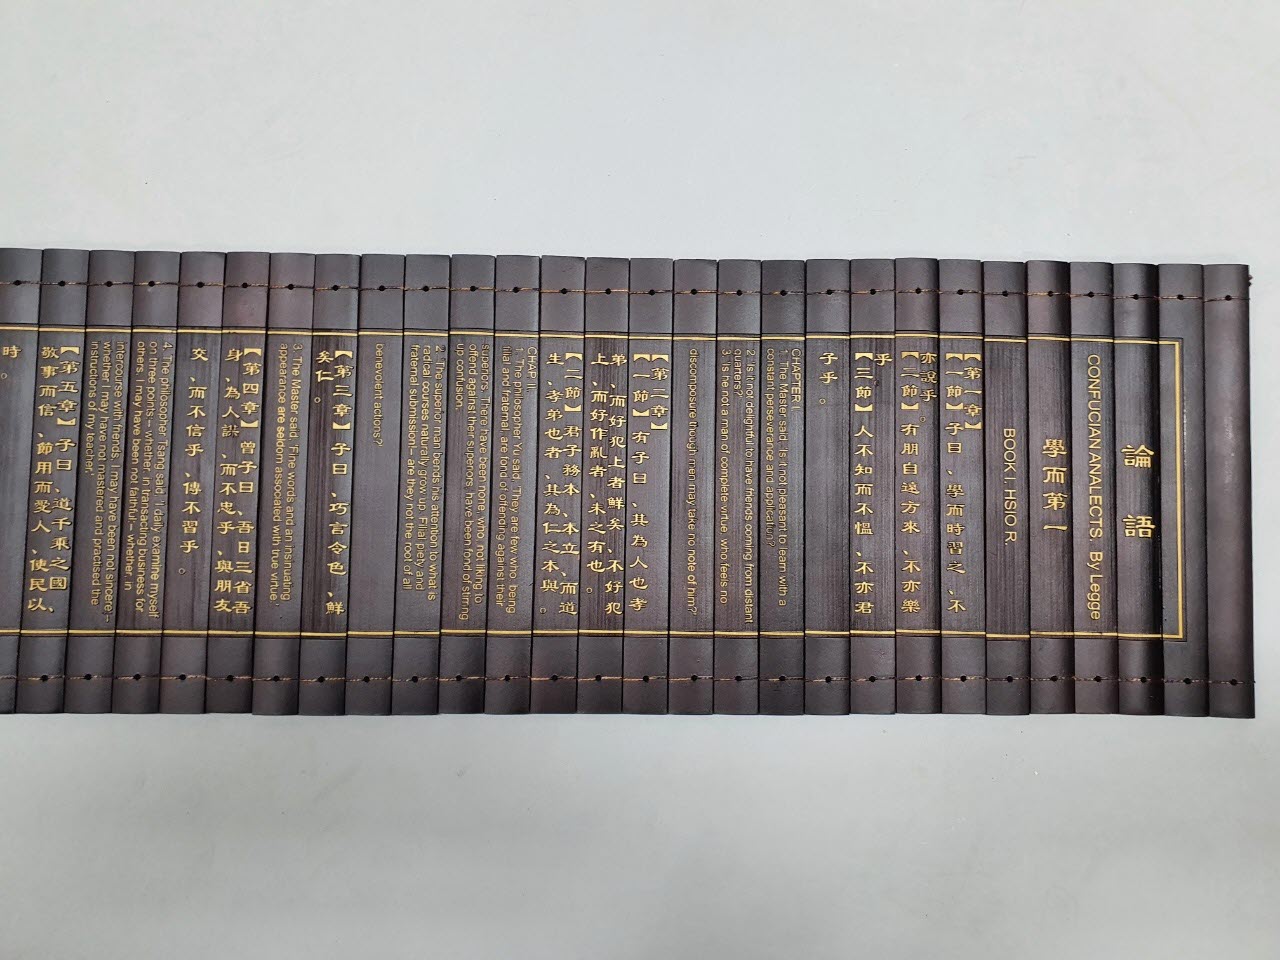 論語
CONFUCIAN ANALECTS. By Legge
學而第一
BOOK I. HSIO R.
【第一章】
【一節】子曰、學而時習之、不
亦說乎。
【二節】有朋自遠方來、不亦樂
乎
【三節】人不知而不慍、不亦君
子乎。
CHAPTER I.
1. The Master said, 'Is it not pleasant to learn with a
constant perseverance and application?
2. Is it not delightful to have friends coming from distant
quarters?
3. Is he not a man of complete virtue, who feels no
discomposure though men may take no note of him?'
【第二章】
【一節】有子曰、其為人也孝
弟、而好犯上者鮮矣、不好犯
上、而好作亂者、未之有也。
【二節】君子務本、本立、而道
生、孝弟也者、其為仁之本與。
CHAP. II.
1. The philosopher Yu said, 'They are few who, being
filial and fraternal, are fond of offending against their
superiors. There have been none, who, not liking to
offend against their superiors, have been fond of stirring
up confusion.
2. 'The superior man bends his attention to what is
radical. courses naturally grow up. Filial piety and
fraternal submission!-- are they not the root of all
benevolent actions?'
【第三章】子曰、巧言令色、鮮
矣仁。
3. The Master said, 'Fine words and an insinuating
appearance are seldom associated with true virtue.'
【第四章】曾子曰、吾日三省吾
身、為人謀、而不忠乎、與朋友
交、而不信乎、傳不習乎。
4. The philosopher Tsang said, 'I daily examine myself
on three points:-- whether, in transacting business for
others, I may have been not faithful;-- whether, in
intercourse with friends, I may have been not sincere;--
whether I may have not mastered and practised the
instructions of my teacher.'
【第五章】子曰、道千乘之國、
敬事而信、節用而愛人、使民以、
時。